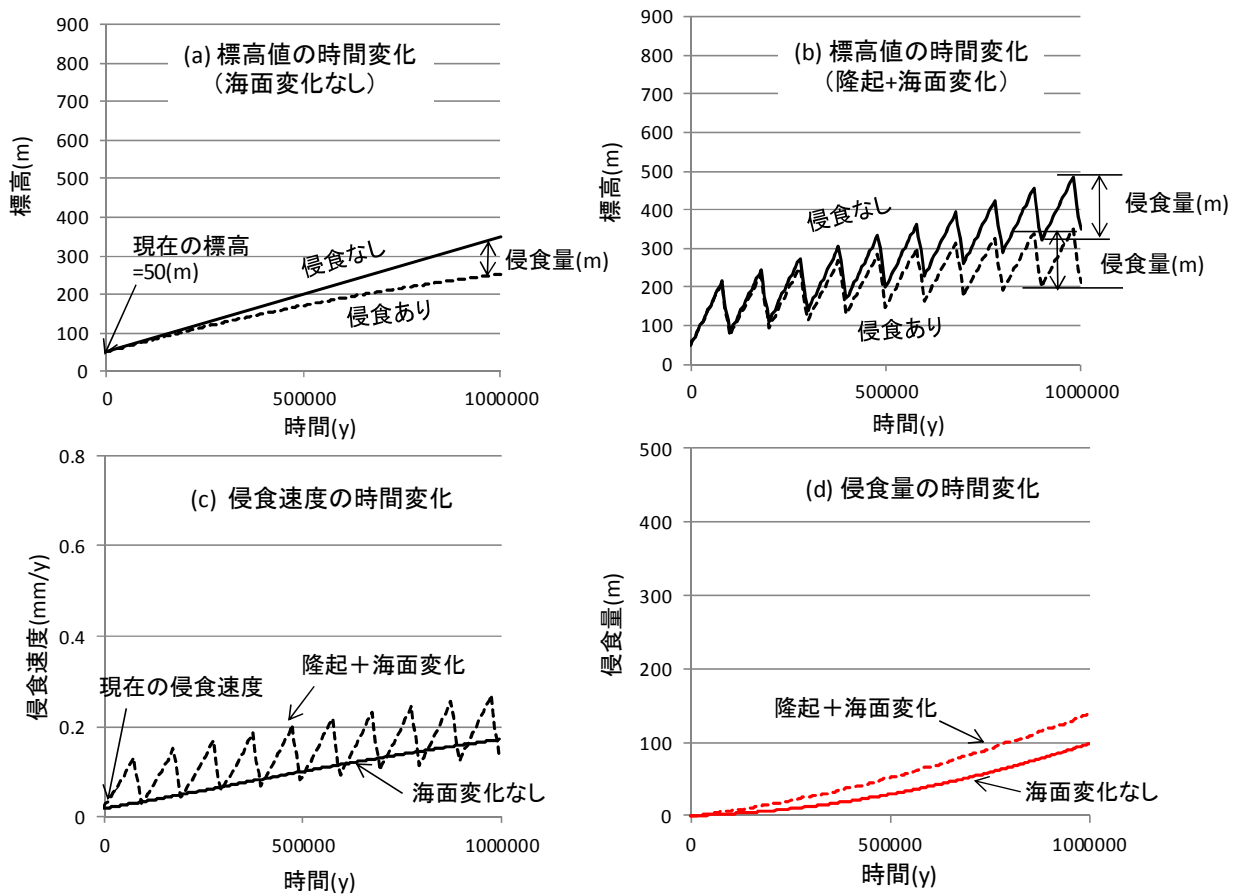 (a) 標高値の時間変化
（海面変化なし）
標高(m)
900
800
700
600
500
400
300
200
100
0
現在の標高
=50(m)
侵食なし
侵食あり
侵食量(m)
0
500000
1000000
時間(y)
(b) 標高値の時間変化
（隆起+海面変化）
標高(m)
900
800
700
600
500
400
300
200
100
0
侵食なし
侵食あり
侵食量(m)
侵食量(m)
0
500000
1000000
時間(y)
(c) 侵食速度の時間変化
侵食速度(mm/y)
0.8
0.6
0.4
0.2
0.0
現在の侵食速度
隆起＋海面変化
海面変化なし
0
500000
1000000
時間(y)
(d) 侵食量の時間変化
侵食量(m)
500
400
300
200
100
0
隆起＋海面変化
海面変化なし
0
500000
1000000
時間(y)